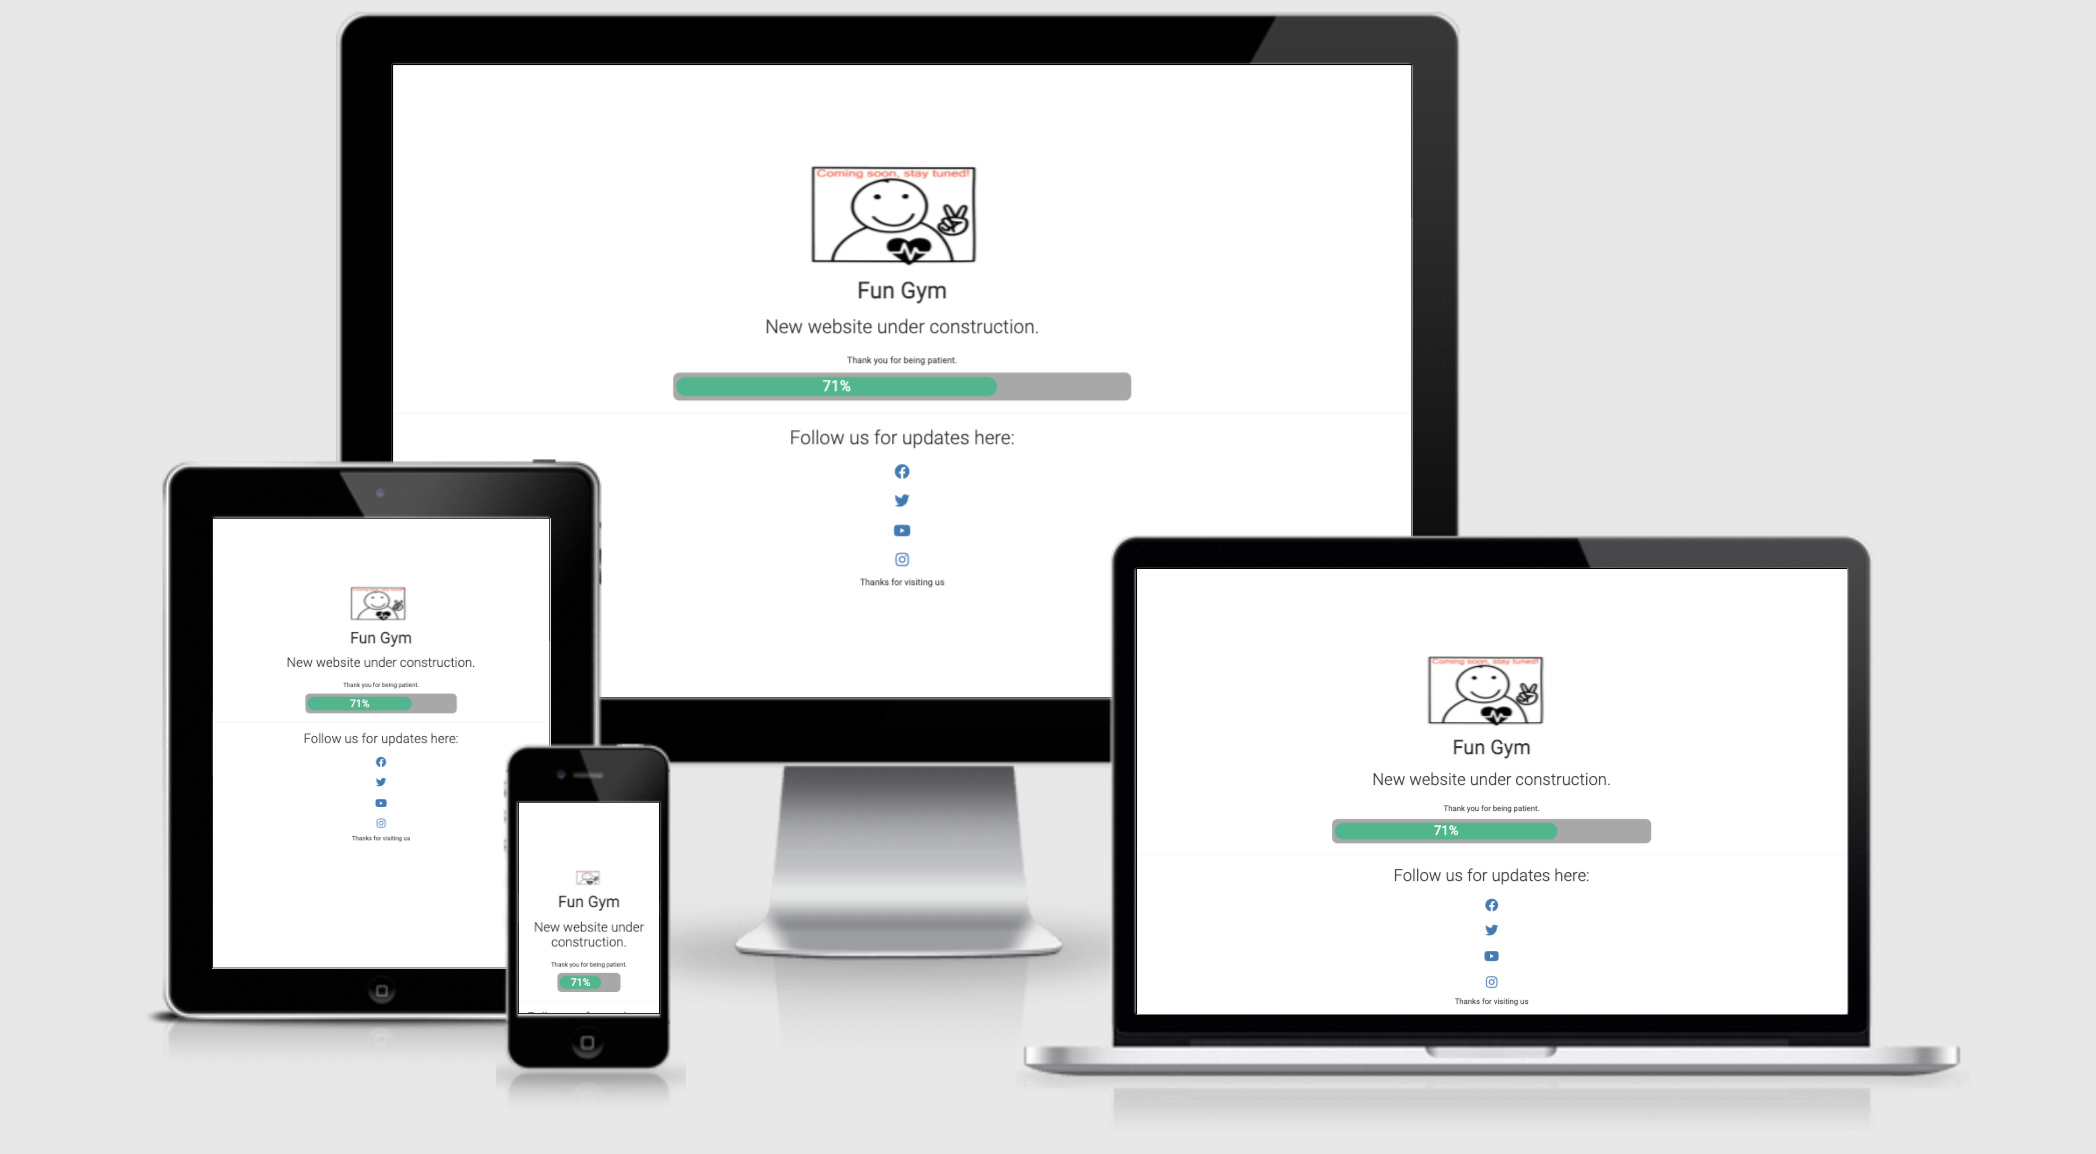 Coming soon, stay tuned!
Fun Gym
New website under construction.
Thank you for being patient.
71%
Follow us for updates here:
Thanks for visiting us
Fun Gym
New website under construction.
Thank you for being patient.
71%
Follow us for updates here:
Thanks for visiting us
Fun Gym
New website under
construction.
Thank you for being patient.
71%
Coming soon, stay tuned!
Fun Gym
New website under construction.
Thank you for being patient.
71%
Follow us for updates here:
Thanks for visiting us